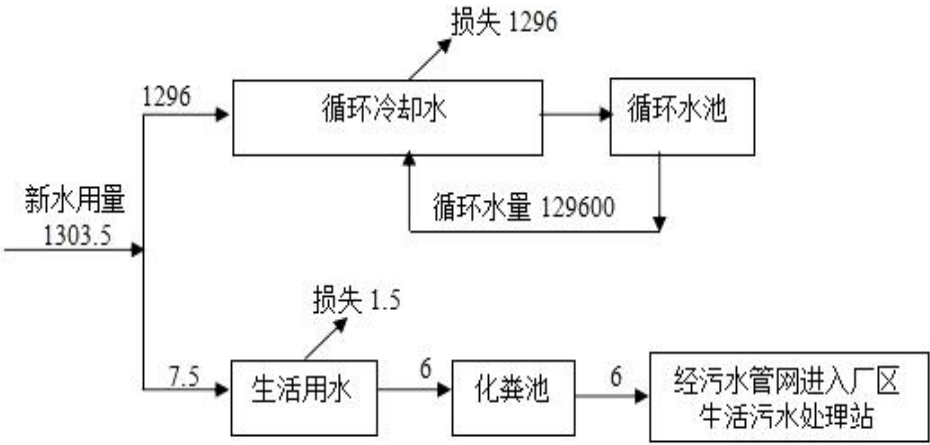 损失 1296
1296
循环冷却水
循环水池
新水用量
1303.5
循环水量 129600
损失 1.5
7.5
生活用水
6
化粪池
6
经污水管网进入厂区
生活污水处理站